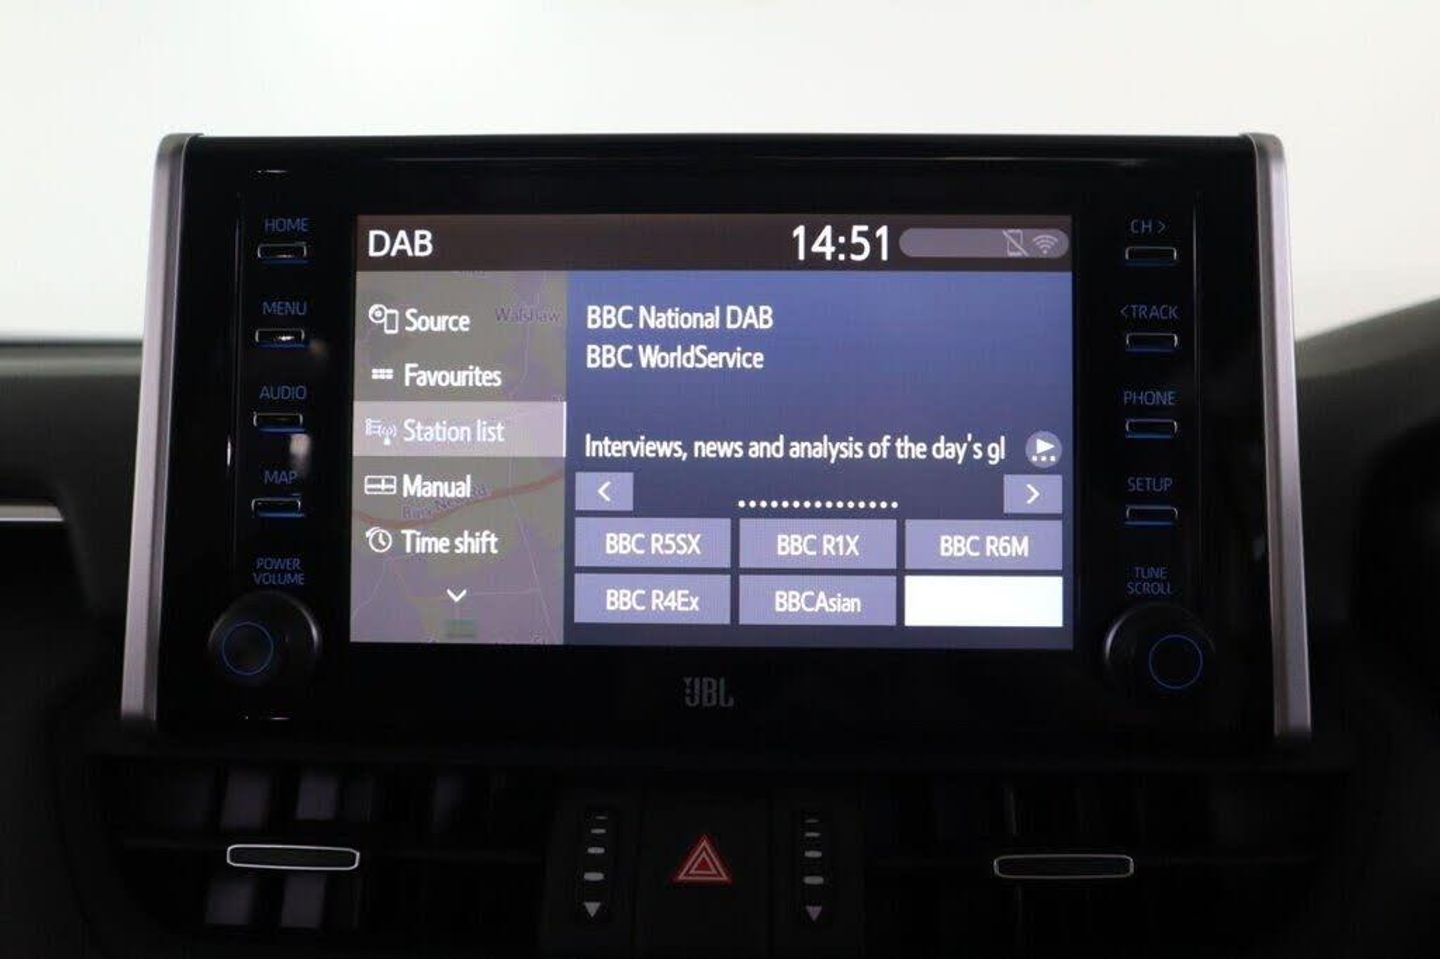 HOME
MENU
AUDIO
MAP
POWER
VOLUME
DAB
14:51
Source
Walshaw
Favourites
Station list
Manual
Time shift
BBC National DAB
BBC WorldService
Interviews, news and analysis of the day's gl
<
>
BBC R5SX
BBC R1X
BBC R6M
BBC R4Ex
BBCAsian
CH >
<TRACK
PHONE
SETUP
TUNE
SCROLL
JBL